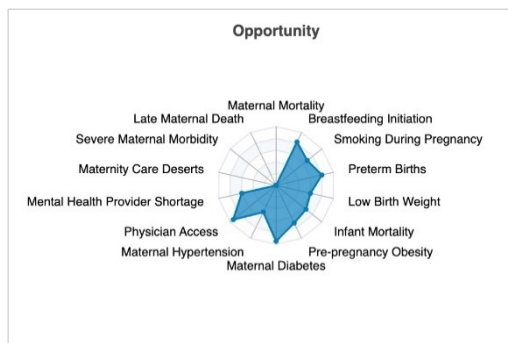 Opportunity
Maternal Mortality
Late Maternal Death
Breastfeeding Initiation
Severe Maternal Morbidity
Smoking During Pregnancy
Maternity Care Deserts
Preterm Births
Mental Health Provider Shortage
Low Birth Weight
Physician Access
Infant Mortality
Maternal Hypertension
Pre-pregnancy Obesity
Maternal Diabetes